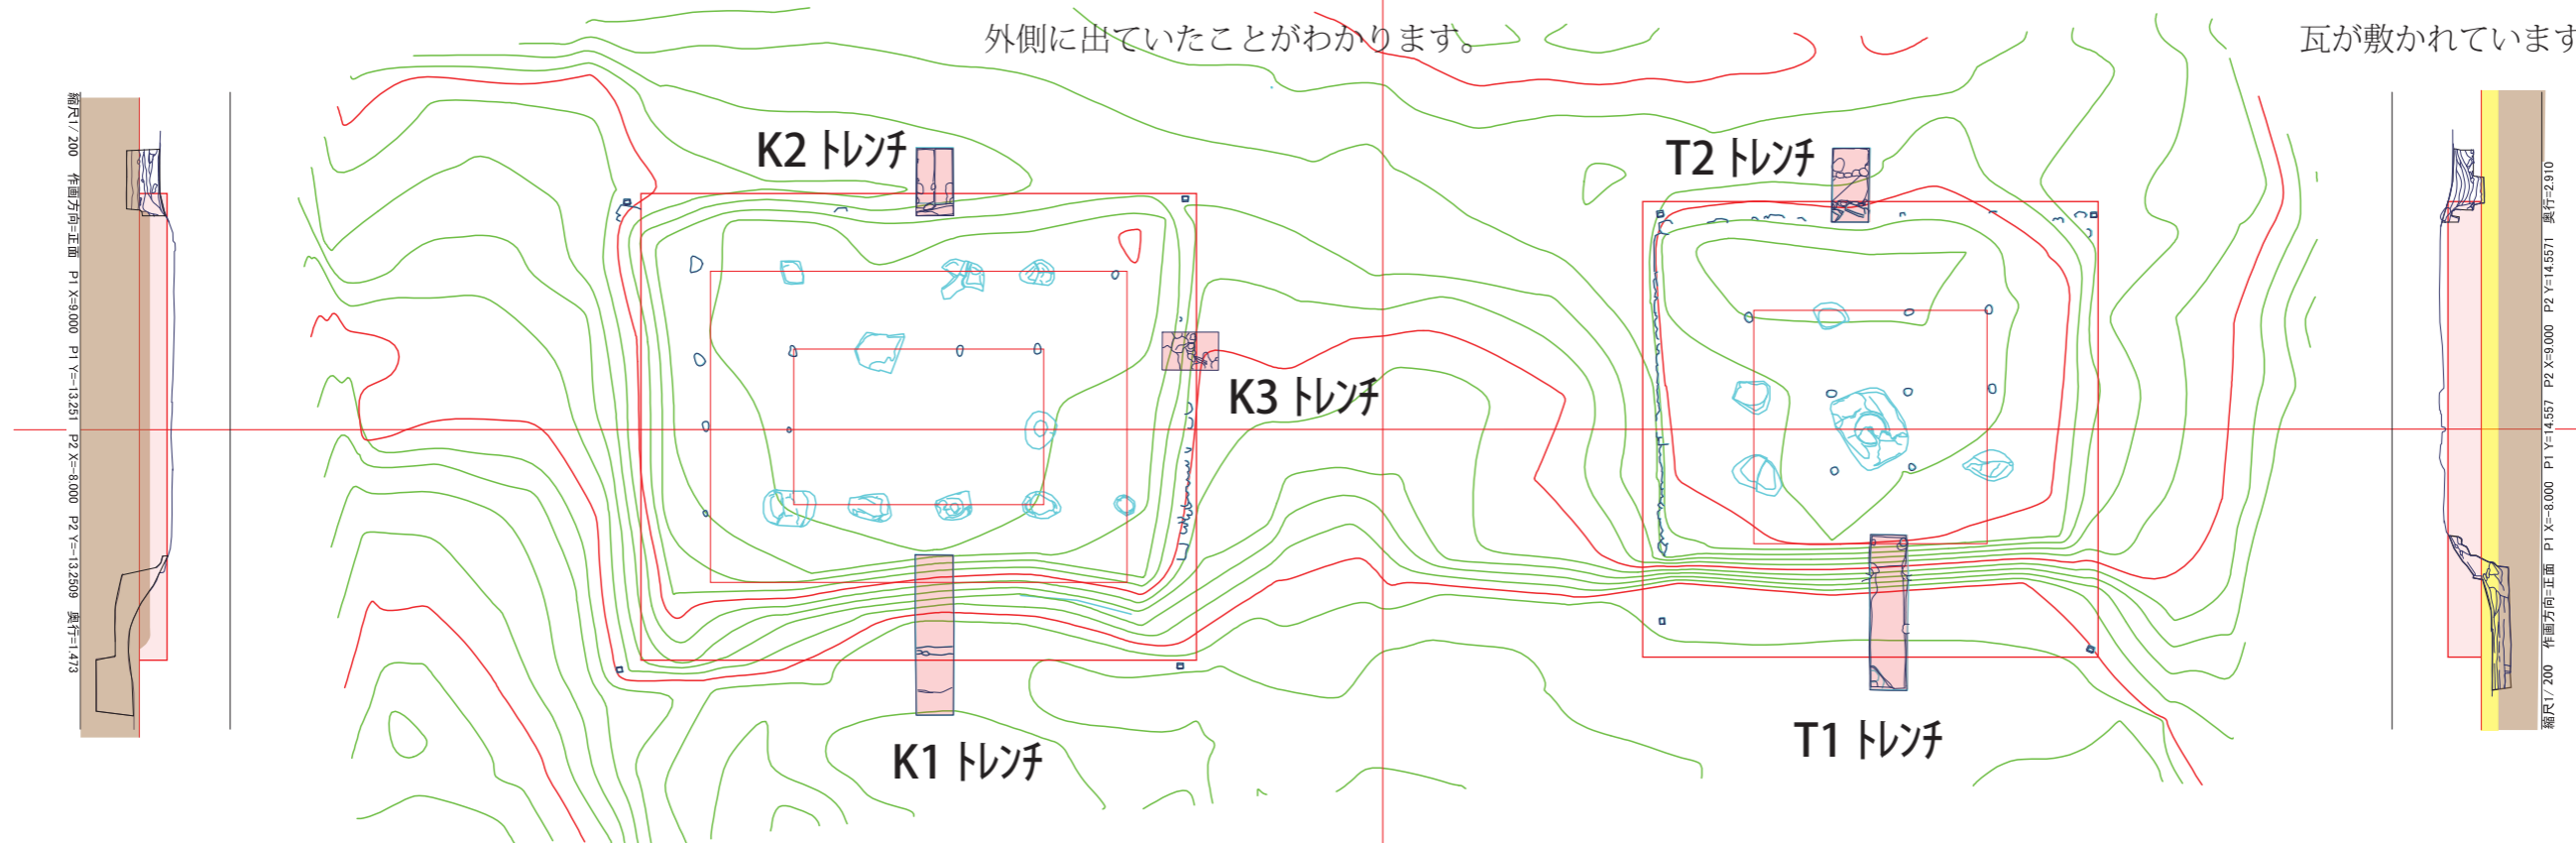 外側に出ていたことがわかります。
瓦が敷かれています
K2 トレンチ
T2 トレンチ
K3 トレンチ
K1 トレンチ
T1 トレンチ
縮尺1/200 作画方向=正面 P1 X=9.000 P1 Y=-13.251 P2 X=-8.000 P2 Y=-13.2509 奥行=1.473
縮尺1/200 作画方向=正面 P1 X=-8.000 P1 Y=14.557 P2 X=9.000 P2 Y=14.5571 奥行=2.910